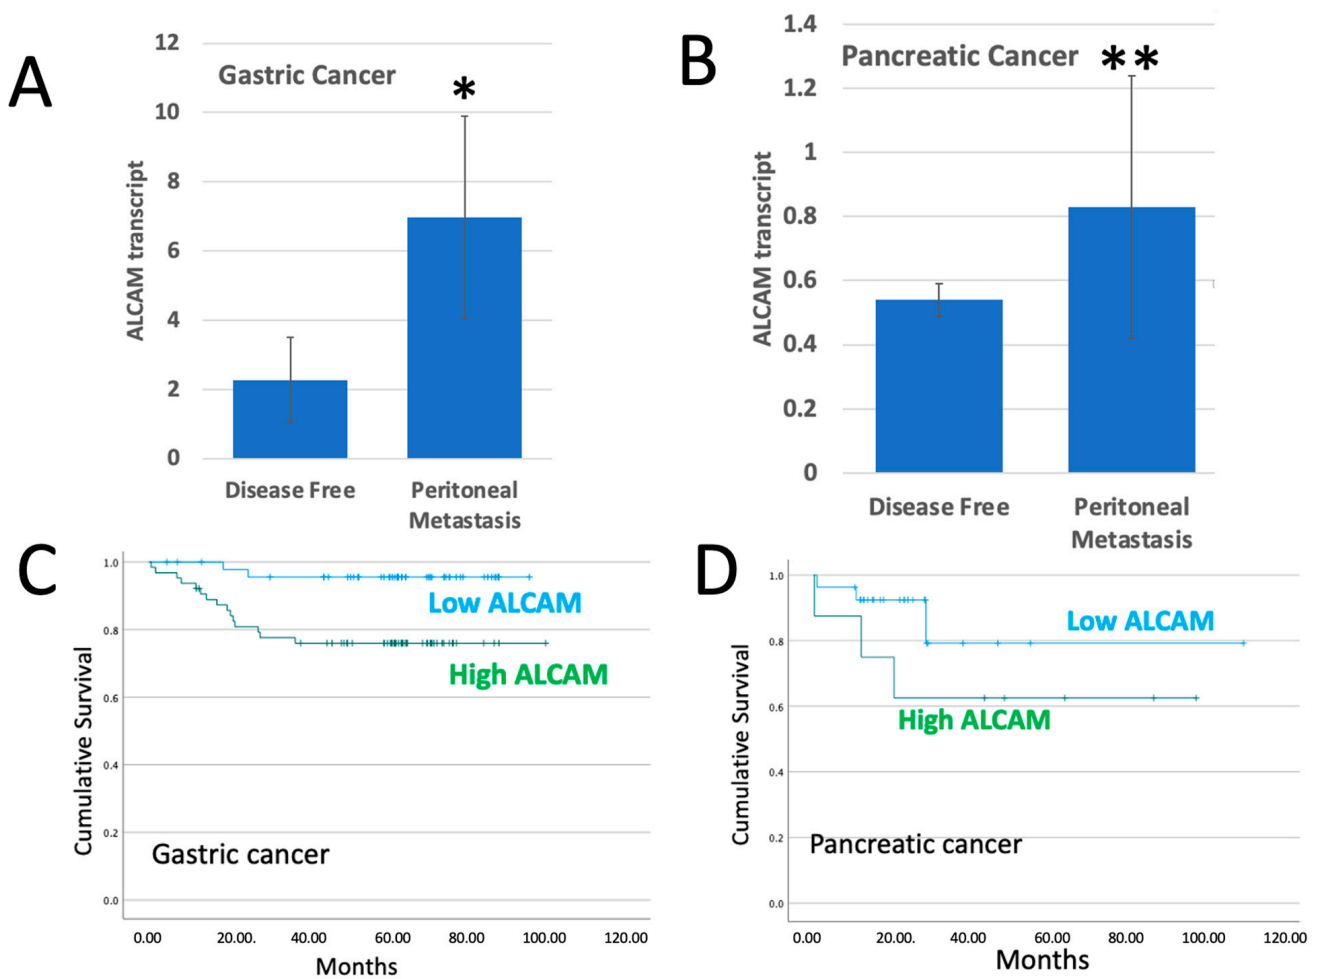 A
Gastric Cancer
*
ALCAM transcript
12
10
8
6
4
2
0
Disease Free
Peritoneal
Metastasis
B
Pancreatic Cancer
**
ALCAM transcript
1.4
1.2
1
0.8
0.6
0.4
0.2
0
Disease Free
Peritoneal
Metastasis
C
Cumulative Survival
1.0
0.8
0.6
0.4
0.2
0.0
Low ALCAM
High ALCAM
Gastric cancer
0.00 20.00. 40.00 60.00 80.00 100.00 120.00
Months
D
Cumulative Survival
1.0
0.8
0.6
0.4
0.2
0.0
Low ALCAM
High ALCAM
Pancreatic cancer
0.00 20.00. 40.00 60.00 80.00 100.00 120.00
Months